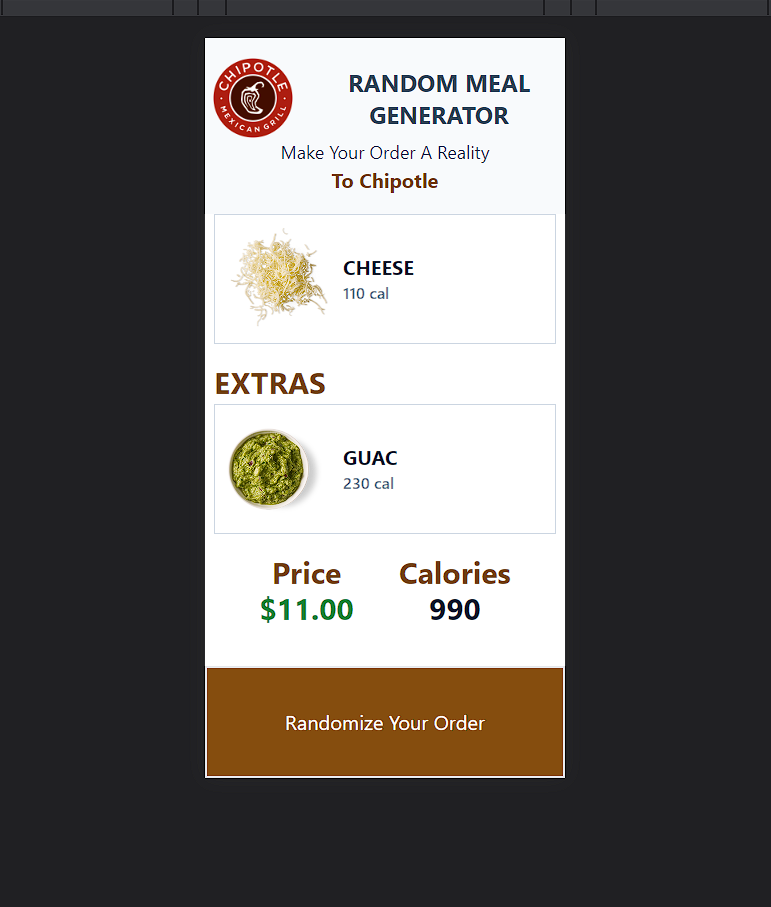 CHIPOTLE
MEXICAN GRILL
RANDOM MEAL
GENERATOR
Make Your Order A Reality
To Chipotle
CHEESE
110 cal
EXTRAS
GUAC
230 cal
Price
Calories
$11.00
990
Randomize Your Order